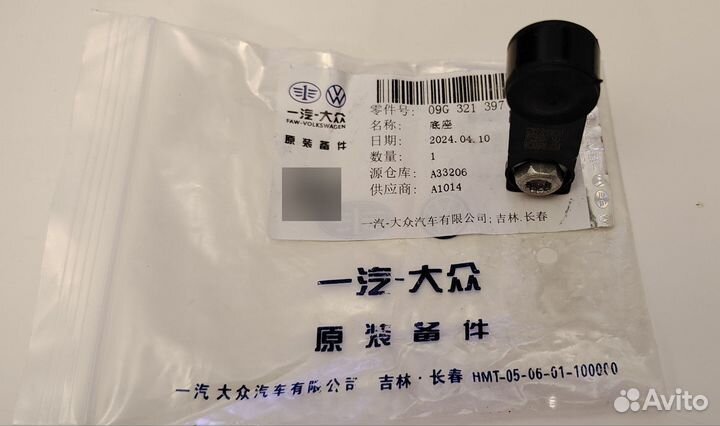 一汽-大众
FAW-VOLKSWAGEN
原装备件
零件号: 09G 321 397
名称: 底座
日期: 2024.04.10
数量: 1
源仓库: A33206
供应商: A1014
一汽-大众汽车有限公司;吉林.长春
一汽-大众
原装备件
一汽 大众汽车有限公司 吉林·长春 HMT-05-06-01-100000
Avito